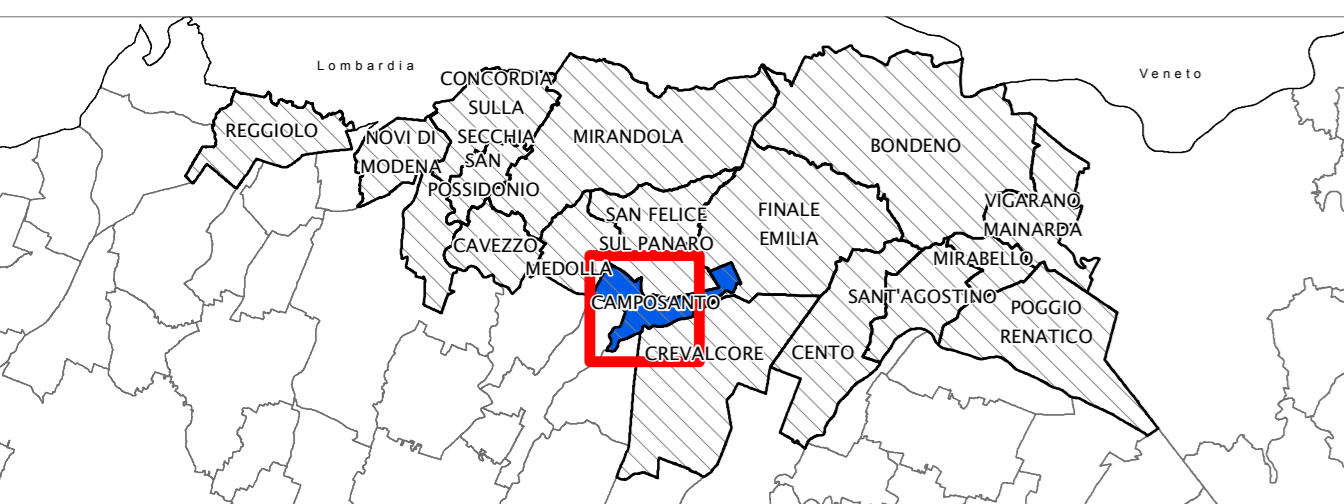 Lombardia
Veneto
CONCORDIA
SULLA
SECCHIA
REGGIOLO
NOVI DI
MODENA
SAN
POSSIDONIO
MIRANDOLA
BONDENO
CAVEZZO
SAN FELICE
SUL PANARO
FINALE
EMILIA
VIGARANO
MAINARDA
MEDOLLA
MIRABELLO
CAMPOSANTO
SANT'AGOSTINO
POGGIO
RENATICO
CREVALCORE
CENTO